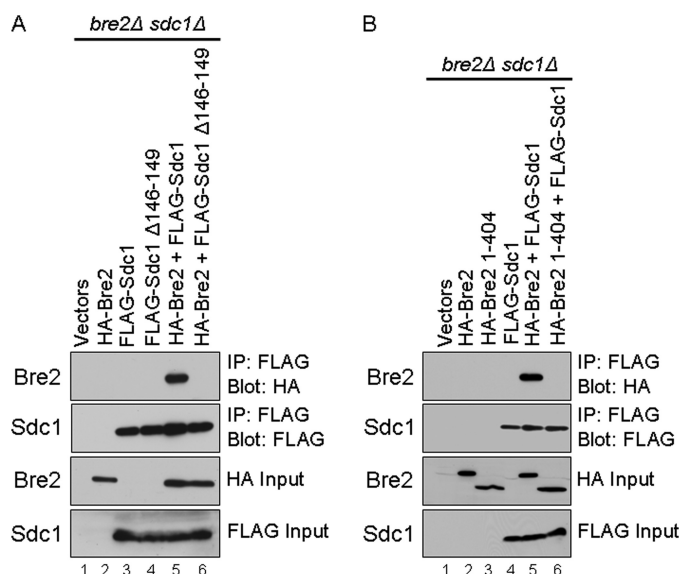 A
bre2Δ sdc1Δ
Vectors
HA-Bre2
FLAG-Sdc1
FLAG-Sdc1 Δ146-149
HA-Bre2 + FLAG-Sdc1
HA-Bre2 + FLAG-Sdc1 Δ146-149
Bre2
IP: FLAG
Blot: HA
Sdc1
IP: FLAG
Blot: FLAG
Bre2
HA Input
Sdc1
FLAG Input
1 2 3 4 5 6
B
bre2Δ sdc1Δ
Vectors
HA-Bre2
HA-Bre2 1-404
FLAG-Sdc1
HA-Bre2 + FLAG-Sdc1
HA-Bre2 1-404 + FLAG-Sdc1
Bre2
IP: FLAG
Blot: HA
Sdc1
IP: FLAG
Blot: FLAG
Bre2
HA Input
Sdc1
FLAG Input
1 2 3 4 5 6